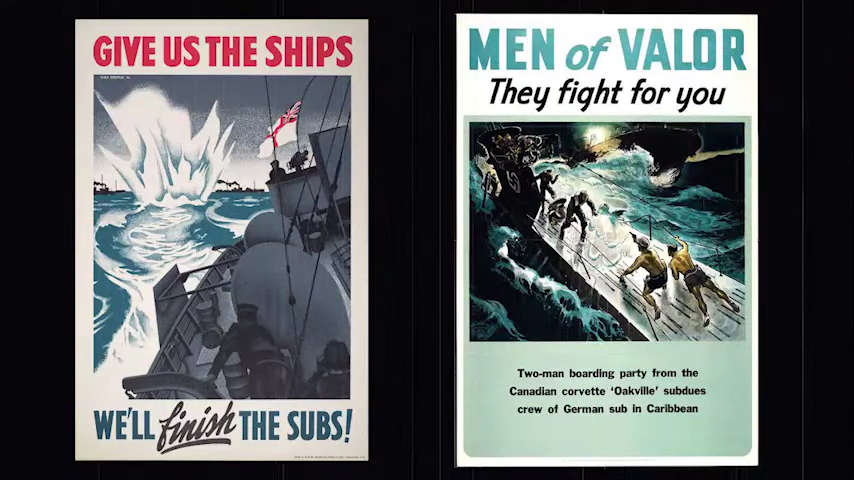 GIVE US THE SHIPS
WE'LL finish THE SUBS!
MEN of VALOR
They fight for you
Two-man boarding party from the
Canadian corvette 'Oakville' subdues
crew of German sub in Caribbean